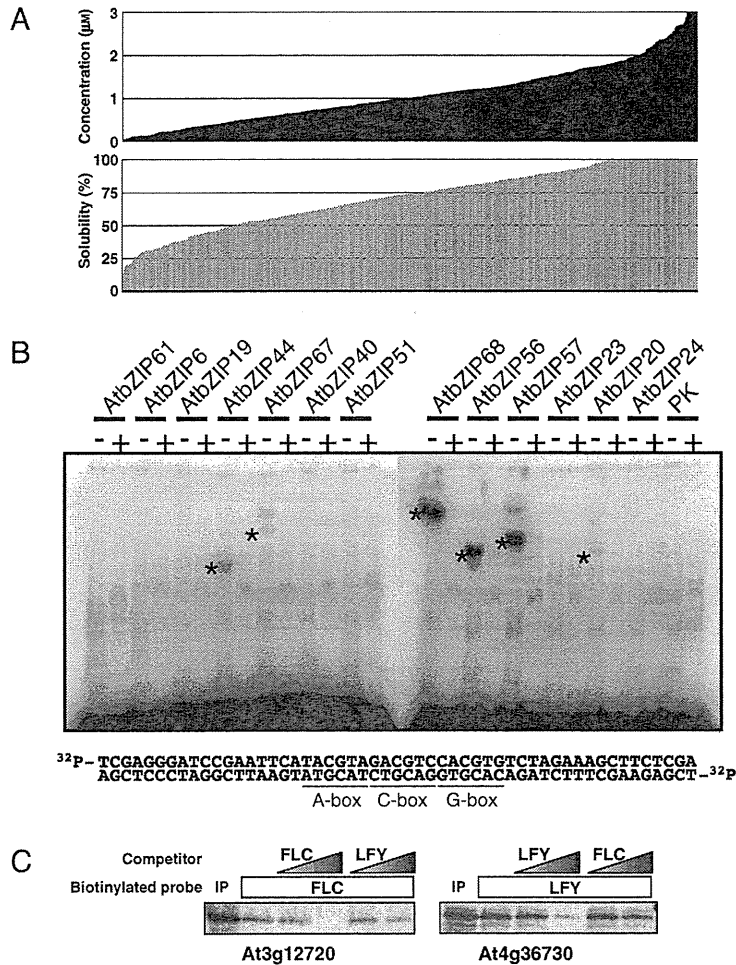 A
Concentration (μM)
3
2
1
0
Solubility (%)
100
75
50
25
0
B
AtbZIP61
AtbZIP6
AtbZIP19
AtbZIP44
AtbZIP67
AtbZIP40
AtbZIP51
AtbZIP68
AtbZIP56
AtbZIP57
AtbZIP23
AtbZIP20
AtbZIP24
PK
- + - + - + - + - + - + - + - + - + - + - + - + - + - +
* * * * * *
32P-TCGAGGGATCCGAATTCATACGTAGACGTCCACGTGTCTAGAAAGCTTCTCGA
AGCTCCCTAGGCTTAAGTATGCATCTGCAGGTGCACAGATCTTTCGAAGAGCT-32P
A-box C-box G-box
C
Competitor FLC LFY LFY FLC
Biotinylated probe IP FLC IP LFY
At3g12720 At4g36730